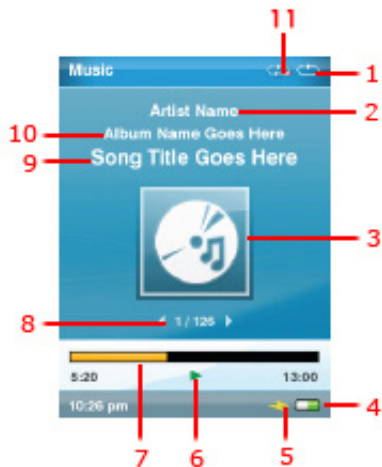 11
Music
1
Artist Name
2
10
Album Name Goes Here
9
Song Title Goes Here
3
8
1 / 126
5:20
13:00
10:26 pm
4
7
6
5